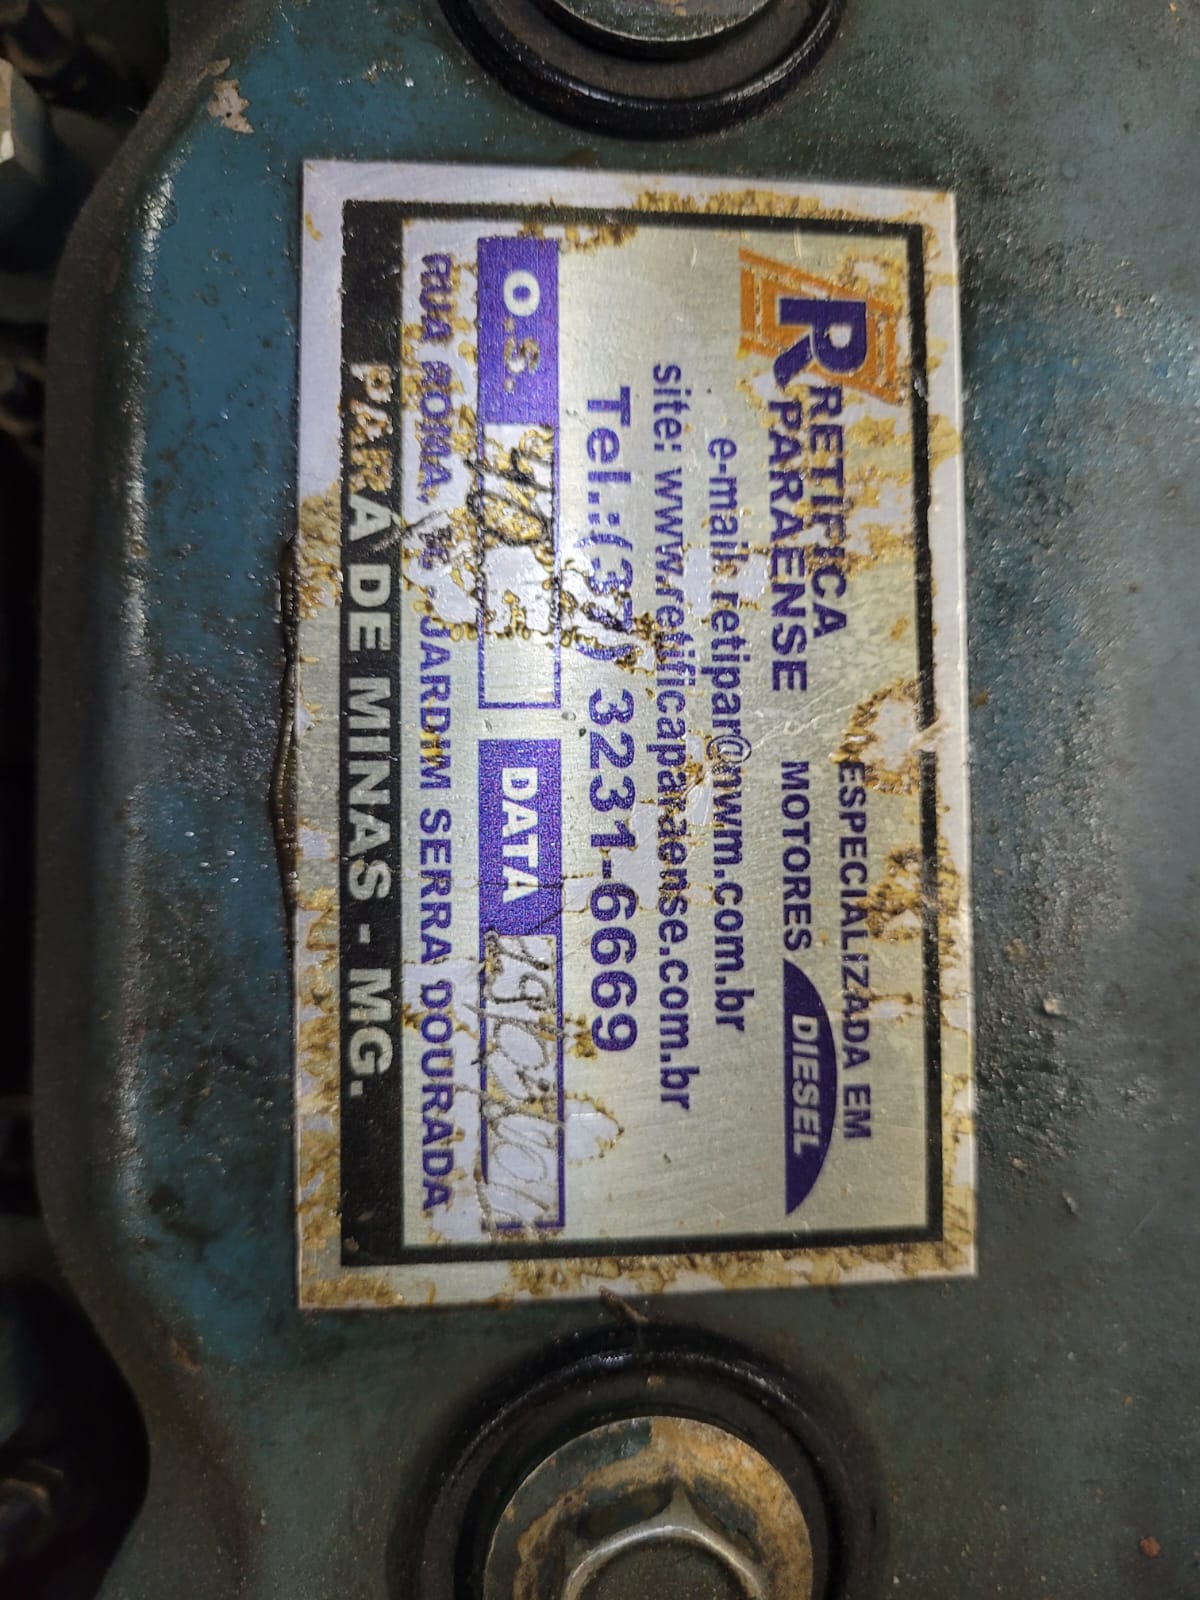 RETIFICA
PARAENSE
ESPECIALIZADA EM
MOTORES DIESEL
e-mail: retipar@nwm.com.br
site: www.retificaparaense.com.br
Tel.:(37) 3231-6669
O.S. DATA
RUA ROMA, - JARDIM SERRA DOURADA
PARÁ DE MINAS - MG.